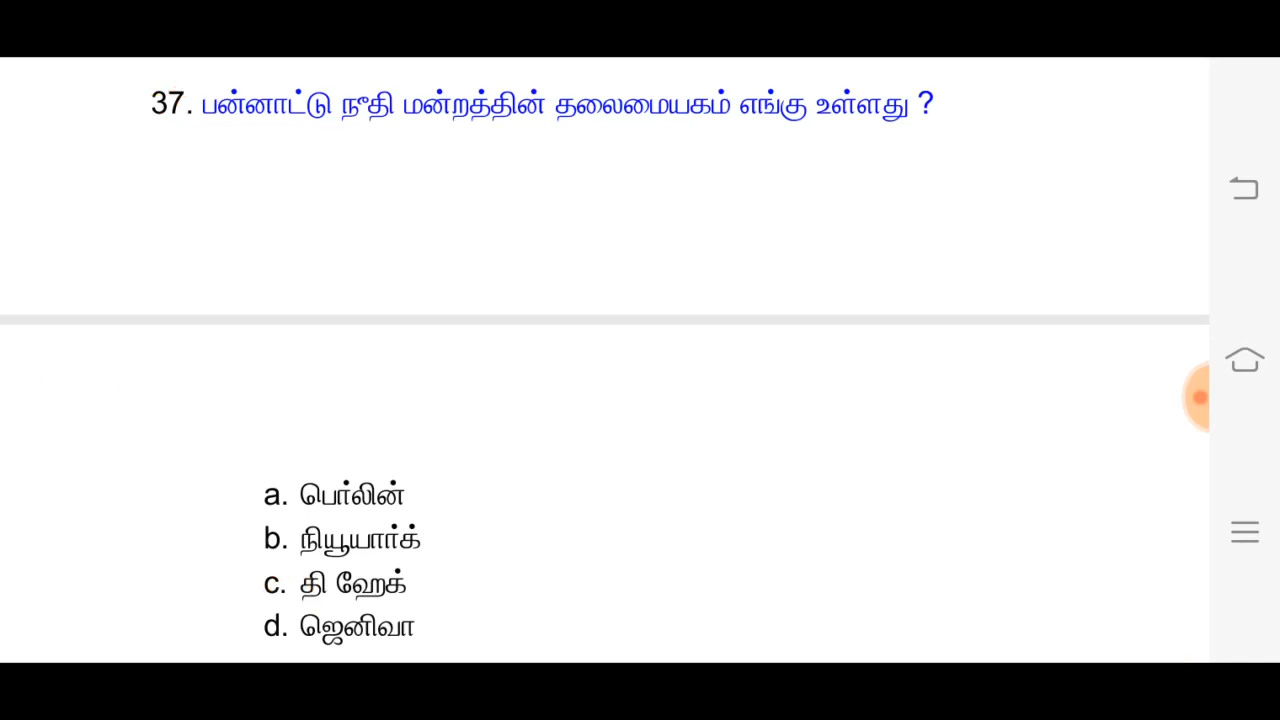 37. பன்னாட்டு நீதி மன்றத்தின் தலைமையகம் எங்கு உள்ளது ?
a. பெர்லின்
b. நியூயார்க்
c. தி ஹேக்
d. ஜெனிவா